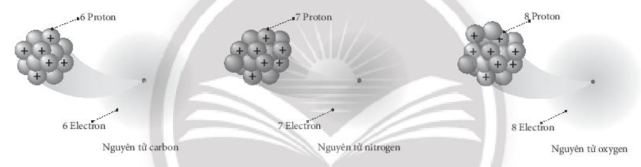 6 Proton
6 Electron
Nguyên tử carbon
7 Proton
7 Electron
Nguyên tử nitrogen
8 Proton
8 Electron
Nguyên tử oxygen